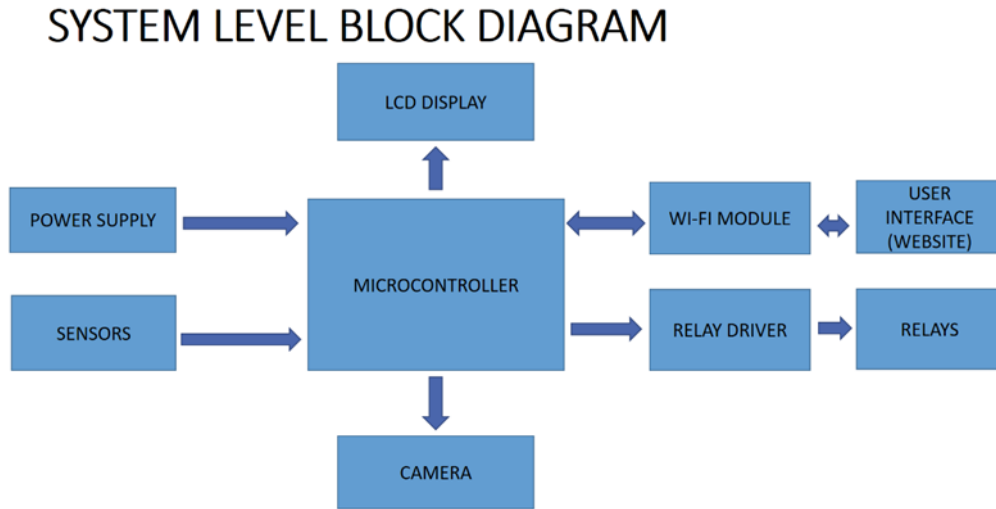 SYSTEM LEVEL BLOCK DIAGRAM
LCD DISPLAY
POWER SUPPLY
WI-FI MODULE
USER
INTERFACE
(WEBSITE)
MICROCONTROLLER
SENSORS
RELAY DRIVER
RELAYS
CAMERA